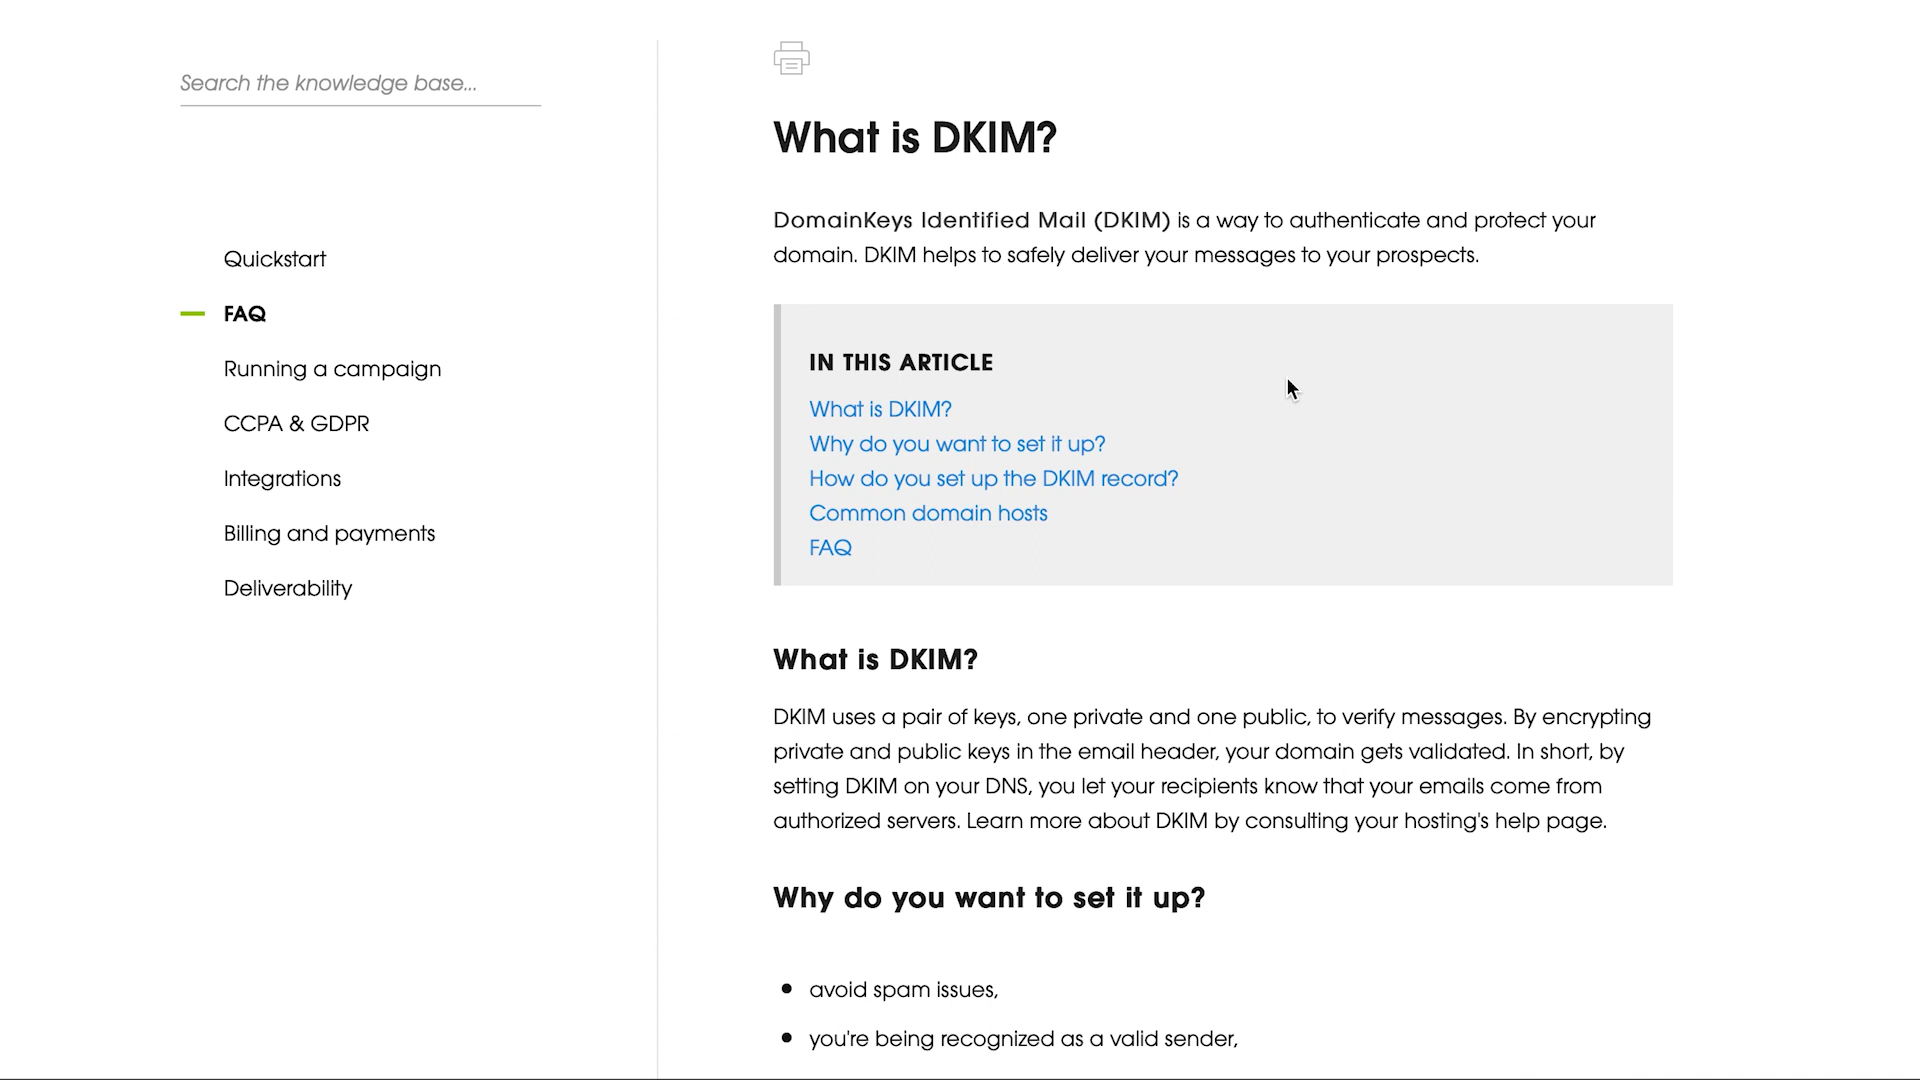 Search the knowledge base...
Quickstart
FAQ
Running a campaign
CCPA & GDPR
Integrations
Billing and payments
Deliverability
What is DKIM?
DomainKeys Identified Mail (DKIM) is a way to authenticate and protect your
domain. DKIM helps to safely deliver your messages to your prospects.
IN THIS ARTICLE
What is DKIM?
Why do you want to set it up?
How do you set up the DKIM record?
Common domain hosts
FAQ
What is DKIM?
DKIM uses a pair of keys, one private and one public, to verify messages. By encrypting
private and public keys in the email header, your domain gets validated. In short, by
setting DKIM on your DNS, you let your recipients know that your emails come from
authorized servers. Learn more about DKIM by consulting your hosting's help page.
Why do you want to set it up?
• avoid spam issues,
• you're being recognized as a valid sender,